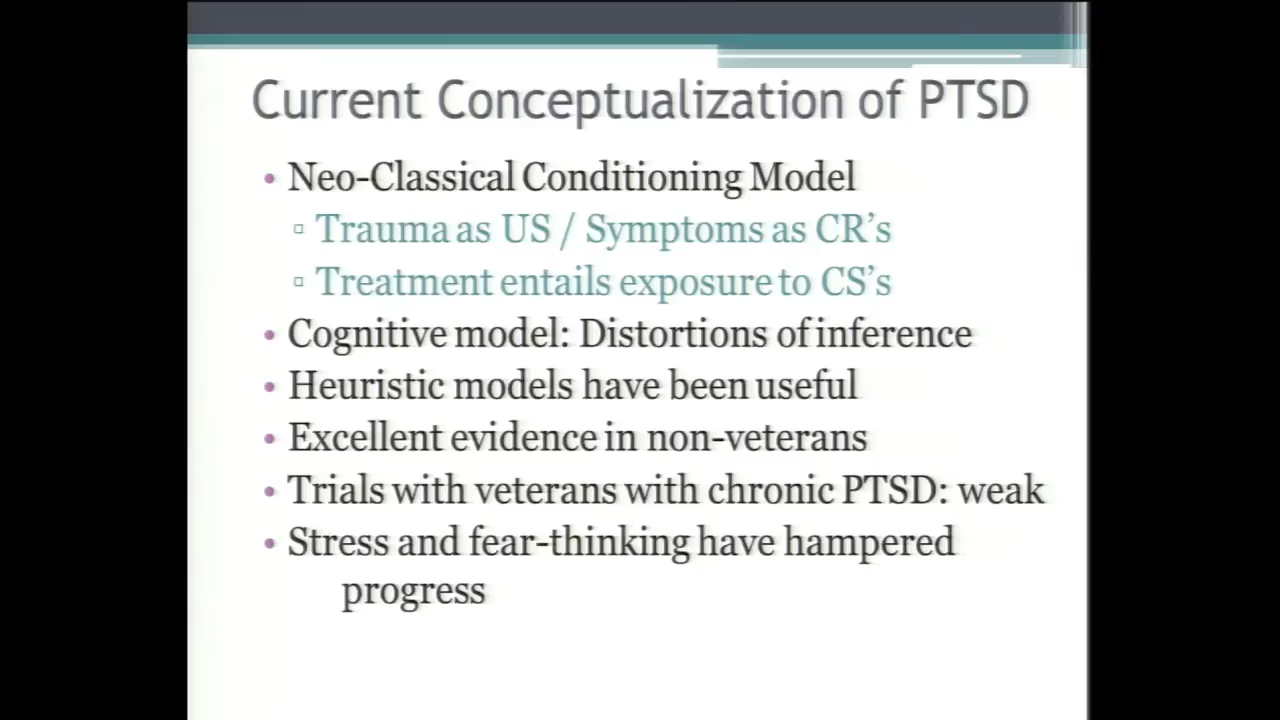 Current Conceptualization of PTSD
• Neo-Classical Conditioning Model
▫ Trauma as US / Symptoms as CR’s
▫ Treatment entails exposure to CS’s
• Cognitive model: Distortions of inference
• Heuristic models have been useful
• Excellent evidence in non-veterans
• Trials with veterans with chronic PTSD: weak
• Stress and fear-thinking have hampered
progress